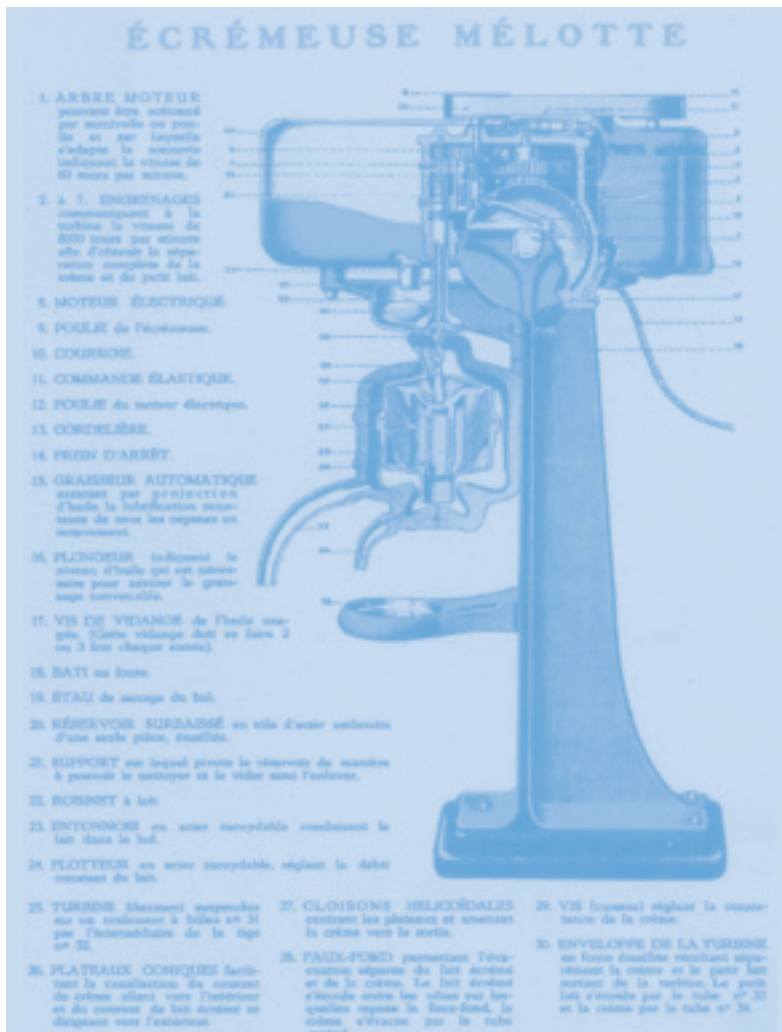 ÉCRÉMEUSE MÉLOTTE
1. ARBRE MOTEUR
pouvant être actionné
par manivelle ou pou-
lie et sur laquelle
s'adapte la sonnette
indiquant la vitesse de
60 tours par minute.
2. à 7. ENGRENAGES
communiquant à la
turbine la vitesse de
8000 tours par minute
afin d'obtenir la sépa-
ration complète de la
crème et du petit lait.
8. MOTEUR ÉLECTRIQUE.
9. POULIE de l'écrémeuse.
10. COURROIE.
11. COMMANDE ÉLASTIQUE.
12. POULIE du moteur électrique.
13. CORDELIÈRE.
14. FREIN D'ARRÊT.
15. GRAISSEUR AUTOMATIQUE
assurant par projection
d'huile la lubrification cons-
tante de tous les organes en
mouvement.
16. PLONGEUR indiquant le
niveau d'huile qui est néces-
saire pour assurer le grais-
sage convenable.
17. VIS DE VIDANGE de l'huile usa-
gée. (Cette vidange doit se faire 2
ou 3 fois chaque année).
18. BATI en fonte.
19. ÉTAU de serrage du bol.
20. RÉSERVOIR SURBAISSÉ en tôle d'acier emboutie
d'une seule pièce, émaillée.
21. SUPPORT sur lequel pivote le réservoir de manière
à pouvoir le nettoyer et le vider sans l'enlever.
22. ROBINET à lait.
23. ENTONNOIR en acier inoxydable conduisant le
lait dans le bol.
24. FLOTTEUR en acier inoxydable, réglant le débit
constant du lait.
25. TURBINE librement suspendue
sur un roulement à billes nº 31
par l'intermédiaire de la tige
nº 32.
26. PLATEAUX CONIQUES facili-
tant la canalisation du courant
de crème allant vers l'intérieur
et du courant de lait écrémé se
dirigeant vers l'extérieur.
27. CLOISONS HELICOÏDALES
centrant les plateaux et amenant
la crème vers la sortie.
28. FAUX-FOND permettant l'éva-
cuation séparée du lait écrémé
et de la crème. Le lait écrémé
s'écoule entre les côtes sur les-
quelles repose le faux-fond, la
crème s'évacue par le tube
29. VIS (carrée) réglant la consis-
tance de la crème.
30. ENVELOPPE DE LA TURBINE
en fonte émaillée récoltant sépa-
rément la crème et le petit lait
sortant de la turbine. Le petit
lait s'écoule par le tube nº 33
et la crème par le tube nº 34.